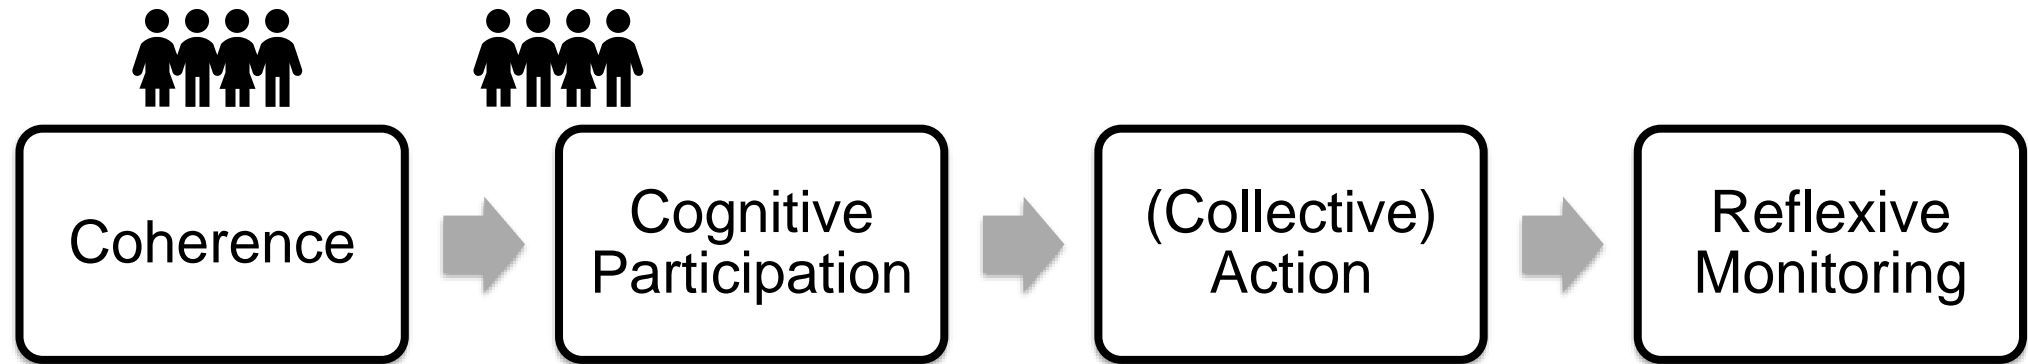 Coherence
Cognitive
Participation
(Collective)
Action
Reflexive
Monitoring